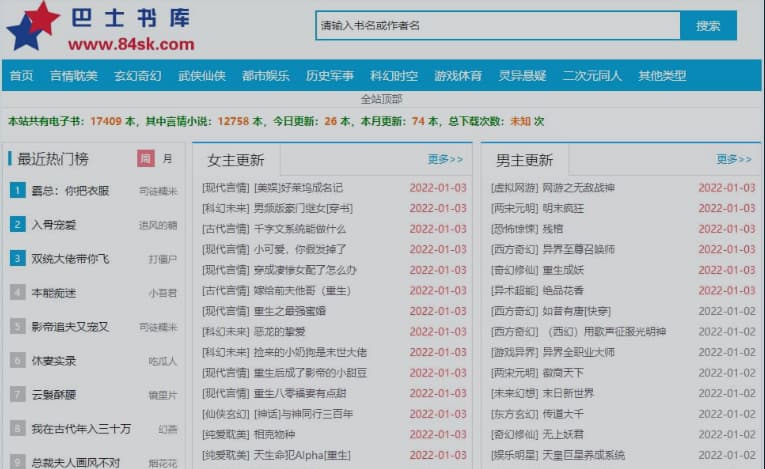 巴士书库
www.84sk.com
请输入书名或作者名 搜索
首页 言情耽美 玄幻奇幻 武侠仙侠 都市娱乐 历史军事 科幻时空 游戏体育 灵异悬疑 二次元同人 其他类型
全站顶部
本站共有电子书：17409 本，其中言情小说：12758 本，今日更新：26 本，本月更新：74 本，总下载次数：未知 次
最近热门榜 周 月
1 霸总：你把衣服 司徒糯米
2 入骨宠爱 追风的糖
3 双统大佬带你飞 打僵尸
4 本能痴迷 小苔君
5 影帝追夫又宠又 司徒糯米
6 休妻实录 吃瓜人
7 云鬓酥腰 镜里片
8 我在古代年入三十万 幻燕
9 总裁夫人画风不对 烟花花
女主更新 更多>>
[现代言情] [美娱]好莱坞成名记 2022-01-03
[科幻未来] 男频版豪门继女[穿书] 2022-01-03
[古代言情] 千字文系统能做什么 2022-01-03
[现代言情] 小可爱，你假发掉了 2022-01-03
[现代言情] 穿成凄惨女配了怎么办 2022-01-03
[古代言情] 嫁给前夫他哥（重生） 2022-01-03
[现代言情] 重生之最强蜜婚 2022-01-03
[科幻未来] 恶龙的挚爱 2022-01-03
[科幻未来] 捡来的小奶狗是末世大佬 2022-01-03
[现代言情] 重生后成了影帝的小甜豆 2022-01-03
[现代言情] 重生八零福妻有点甜 2022-01-03
[仙侠玄幻] [神话]与神同行三百年 2022-01-03
[纯爱耽美] 相克物种 2022-01-03
[纯爱耽美] 天生命犯Alpha[重生] 2022-01-03
男主更新 更多>>
[虚拟网游] 网游之无敌战神 2022-01-03
[两宋元明] 明末疯狂 2022-01-03
[恐怖惊悚] 残棺 2022-01-03
[西方奇幻] 异界至尊召唤师 2022-01-03
[奇幻修仙] 重生成妖 2022-01-03
[异术超能] 绝品花香 2022-01-03
[西方奇幻] 如昔有唐[快穿] 2022-01-02
[西方奇幻] （西幻）用歌声征服光明神 2022-01-02
[游戏异界] 异界全职业大师 2022-01-02
[两宋元明] 徽商天下 2022-01-02
[未来幻想] 末日新世界 2022-01-02
[东方玄幻] 传道大千 2022-01-02
[奇幻修仙] 无上妖君 2022-01-02
[娱乐明星] 天皇巨星养成系统 2022-01-02